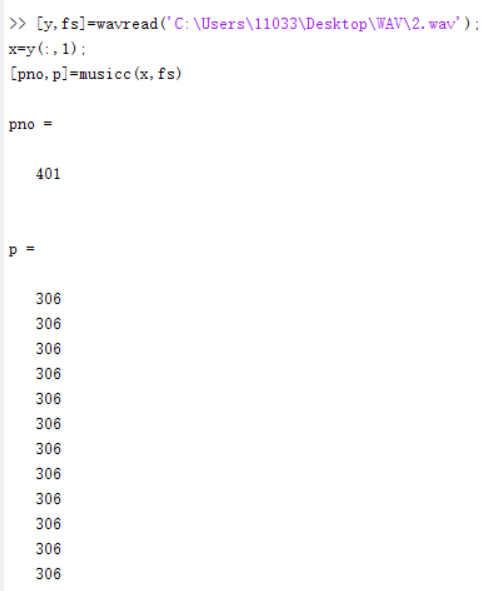 >> [y,fs]=wavread('C:\Users\11033\Desktop\WAV\2.wav');
x=y(:,1);
[pno,p]=musicc(x,fs)
pno =
401
p =
306
306
306
306
306
306
306
306
306
306
306
306